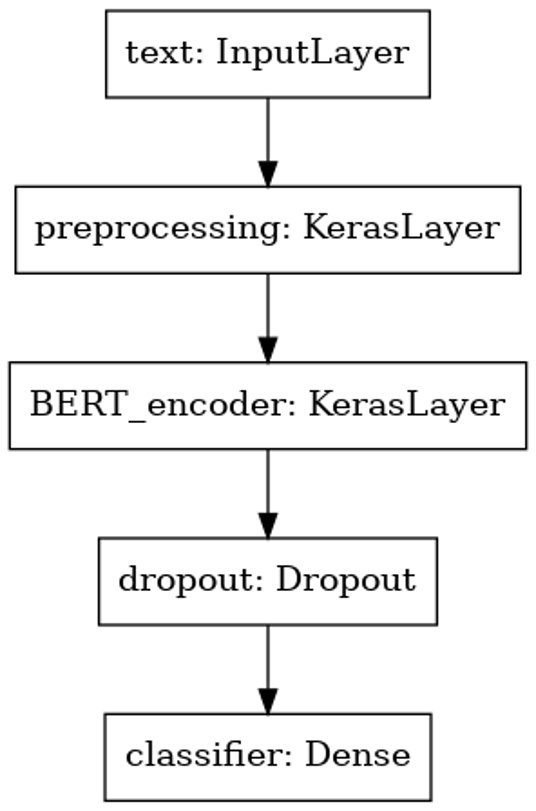 text: InputLayer
preprocessing: KerasLayer
BERT_encoder: KerasLayer
dropout: Dropout
classifier: Dense